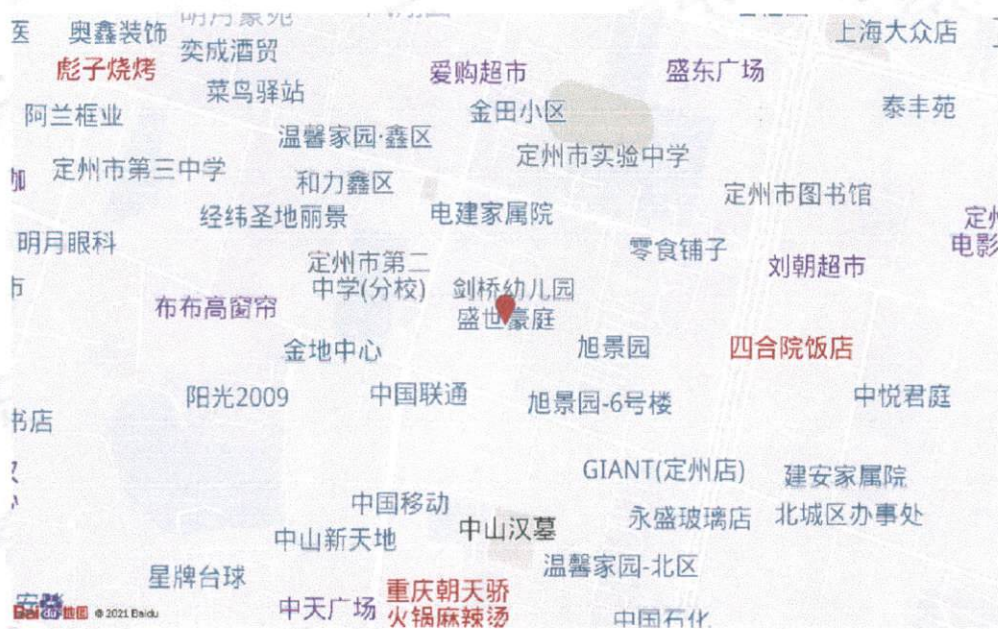 医
奥鑫装饰
奕成酒贸
上海大众店
彪子烧烤
爱购超市
盛东广场
菜鸟驿站
阿兰框业
金田小区
泰丰苑
温馨家园·鑫区
定州市实验中学
定州市第三中学
和力鑫区
定州市图书馆
经纬圣地丽景
电建家属院
明月眼科
零食铺子
定州
电影
定州市第二
中学(分校)
刘朝超市
市
剑桥幼儿园
盛世豪庭
布布高窗帘
金地中心
旭景园
四合院饭店
阳光2009
中国联通
旭景园-6号楼
中悦君庭
书店
GIANT(定州店)
建安家属院
中国移动
中山汉墓
永盛玻璃店
北城区办事处
中山新天地
温馨家园-北区
星牌台球
中天广场
重庆朝天骄
火锅麻辣烫
中国石化
Bai 地图 © 2021 Baidu